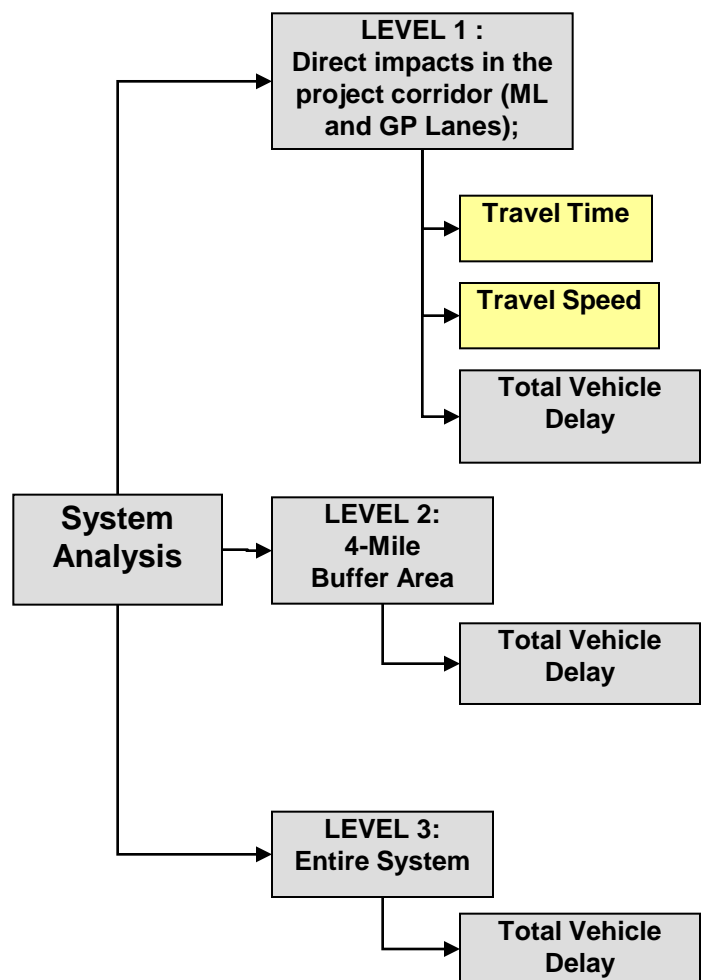 LEVEL 1 :
Direct impacts in the
project corridor (ML
and GP Lanes);
Travel Time
Travel Speed
Total Vehicle
Delay
System
Analysis
LEVEL 2:
4-Mile
Buffer Area
Total Vehicle
Delay
LEVEL 3:
Entire System
Total Vehicle
Delay